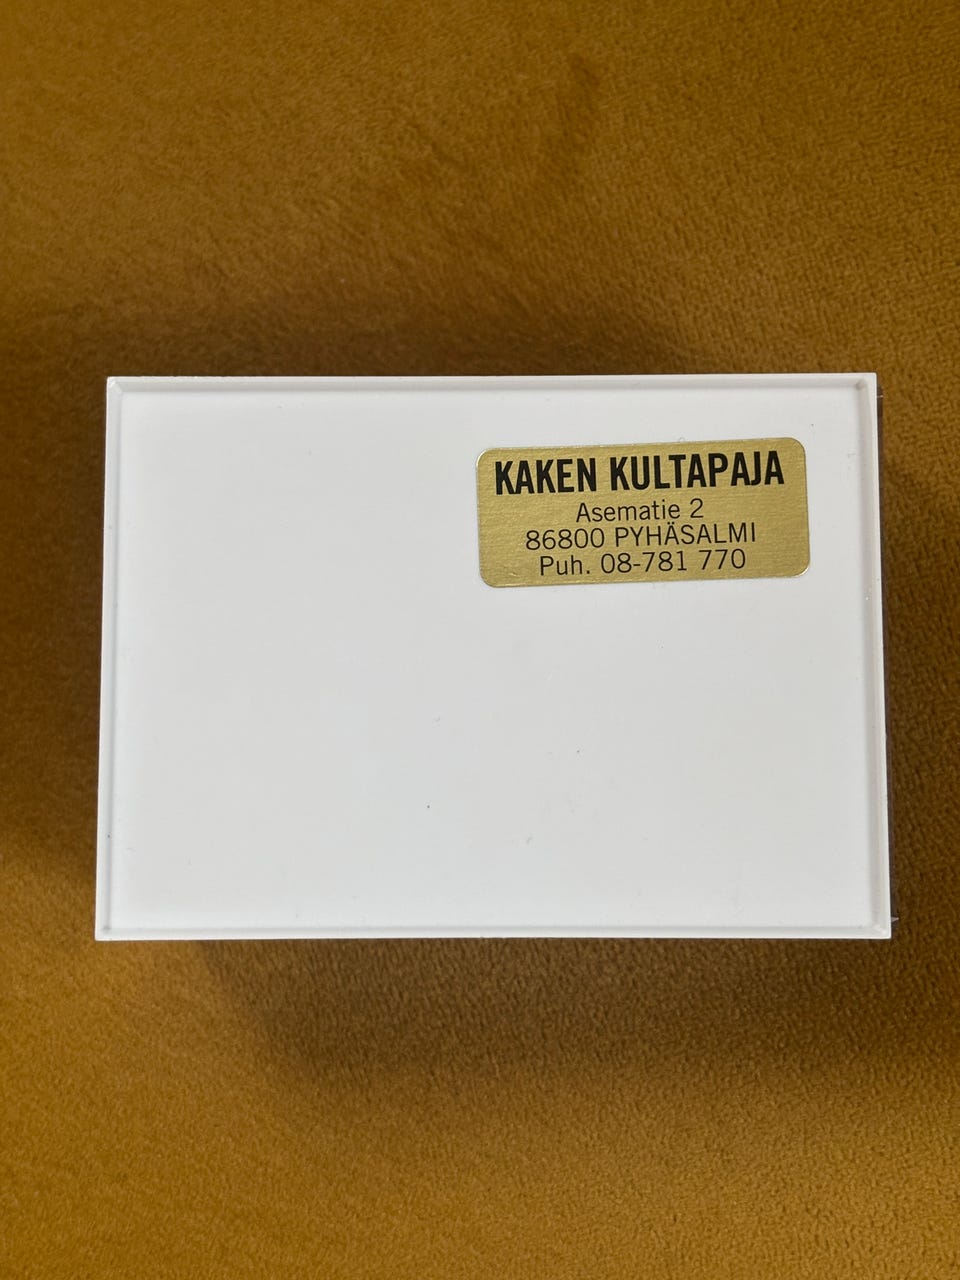 KAKEN KULTAPAJA
Asematie 2
86800 PYHÄSALMI
Puh. 08-781 770